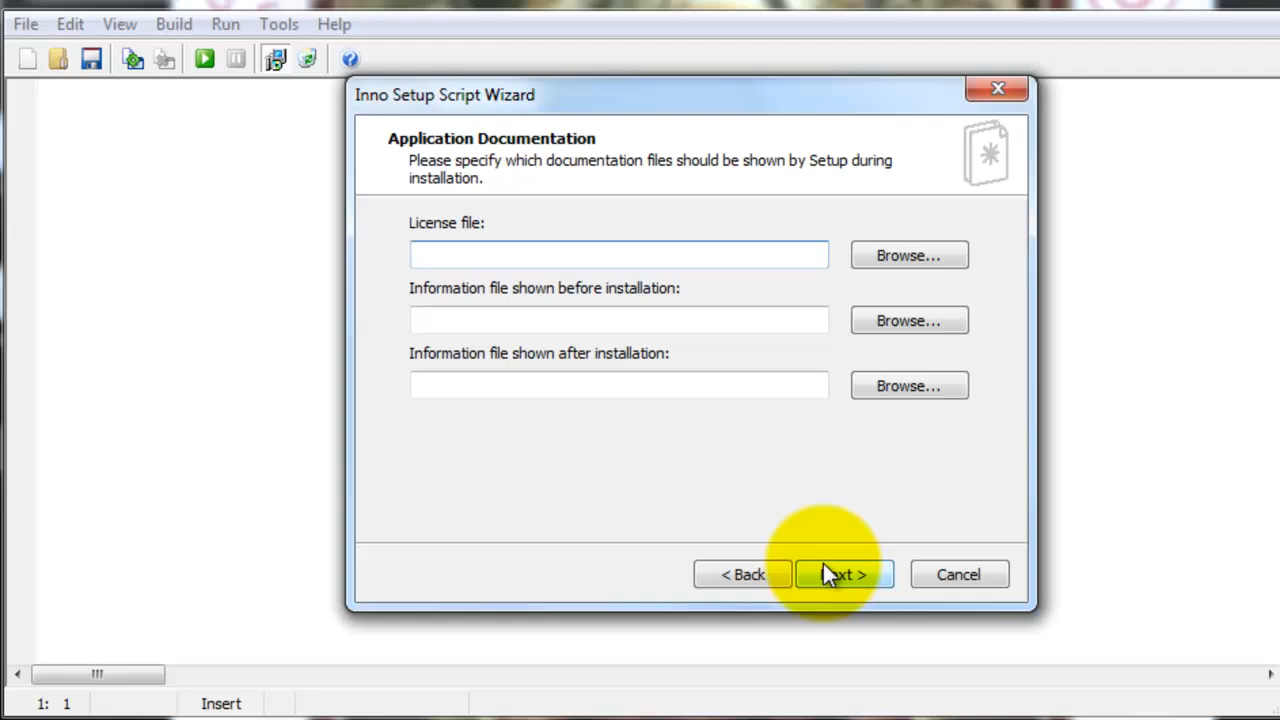 File Edit View Build Run Tools Help
Inno Setup Script Wizard
Application Documentation
Please specify which documentation files should be shown by Setup during
installation.
License file:
Browse...
Information file shown before installation:
Browse...
Information file shown after installation:
Browse...
< Back
Next >
Cancel
1: 1
Insert